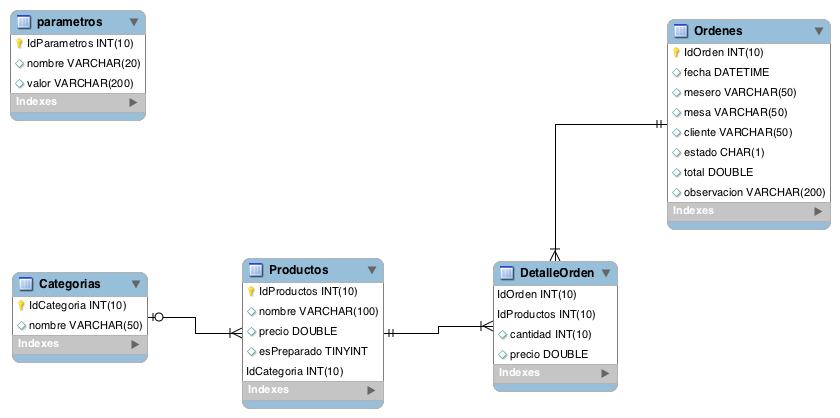 parametros
IdParametros INT(10)
nombre VARCHAR(20)
valor VARCHAR(200)
Indexes
Ordenes
IdOrden INT(10)
fecha DATETIME
mesero VARCHAR(50)
mesa VARCHAR(50)
cliente VARCHAR(50)
estado CHAR(1)
total DOUBLE
observacion VARCHAR(200)
Indexes
Categorias
IdCategoria INT(10)
nombre VARCHAR(50)
Indexes
Productos
IdProductos INT(10)
nombre VARCHAR(100)
precio DOUBLE
esPreparado TINYINT
IdCategoria INT(10)
Indexes
DetalleOrden
IdOrden INT(10)
IdProductos INT(10)
cantidad INT(10)
precio DOUBLE
Indexes